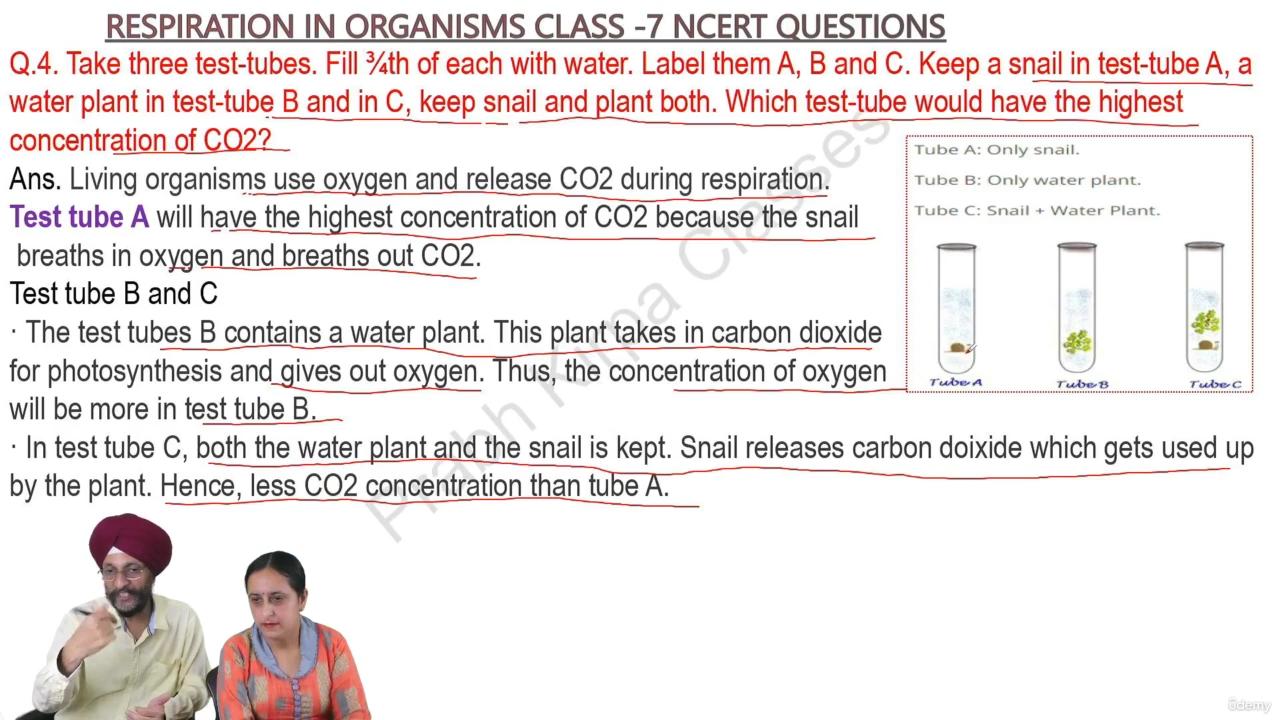 RESPIRATION IN ORGANISMS CLASS -7 NCERT QUESTIONS
Q.4. Take three test-tubes. Fill ¾th of each with water. Label them A, B and C. Keep a snail in test-tube A, a
water plant in test-tube B and in C, keep snail and plant both. Which test-tube would have the highest
concentration of CO2?
Ans. Living organisms use oxygen and release CO2 during respiration.
Test tube A will have the highest concentration of CO2 because the snail
breaths in oxygen and breaths out CO2.
Test tube B and C
· The test tubes B contains a water plant. This plant takes in carbon dioxide
for photosynthesis and gives out oxygen. Thus, the concentration of oxygen
will be more in test tube B.
· In test tube C, both the water plant and the snail is kept. Snail releases carbon doixide which gets used up
by the plant. Hence, less CO2 concentration than tube A.
Tube A: Only snail.
Tube B: Only water plant.
Tube C: Snail + Water Plant.
Tube A Tube B Tube C
Prabh Kirpa Classes
ûdemy